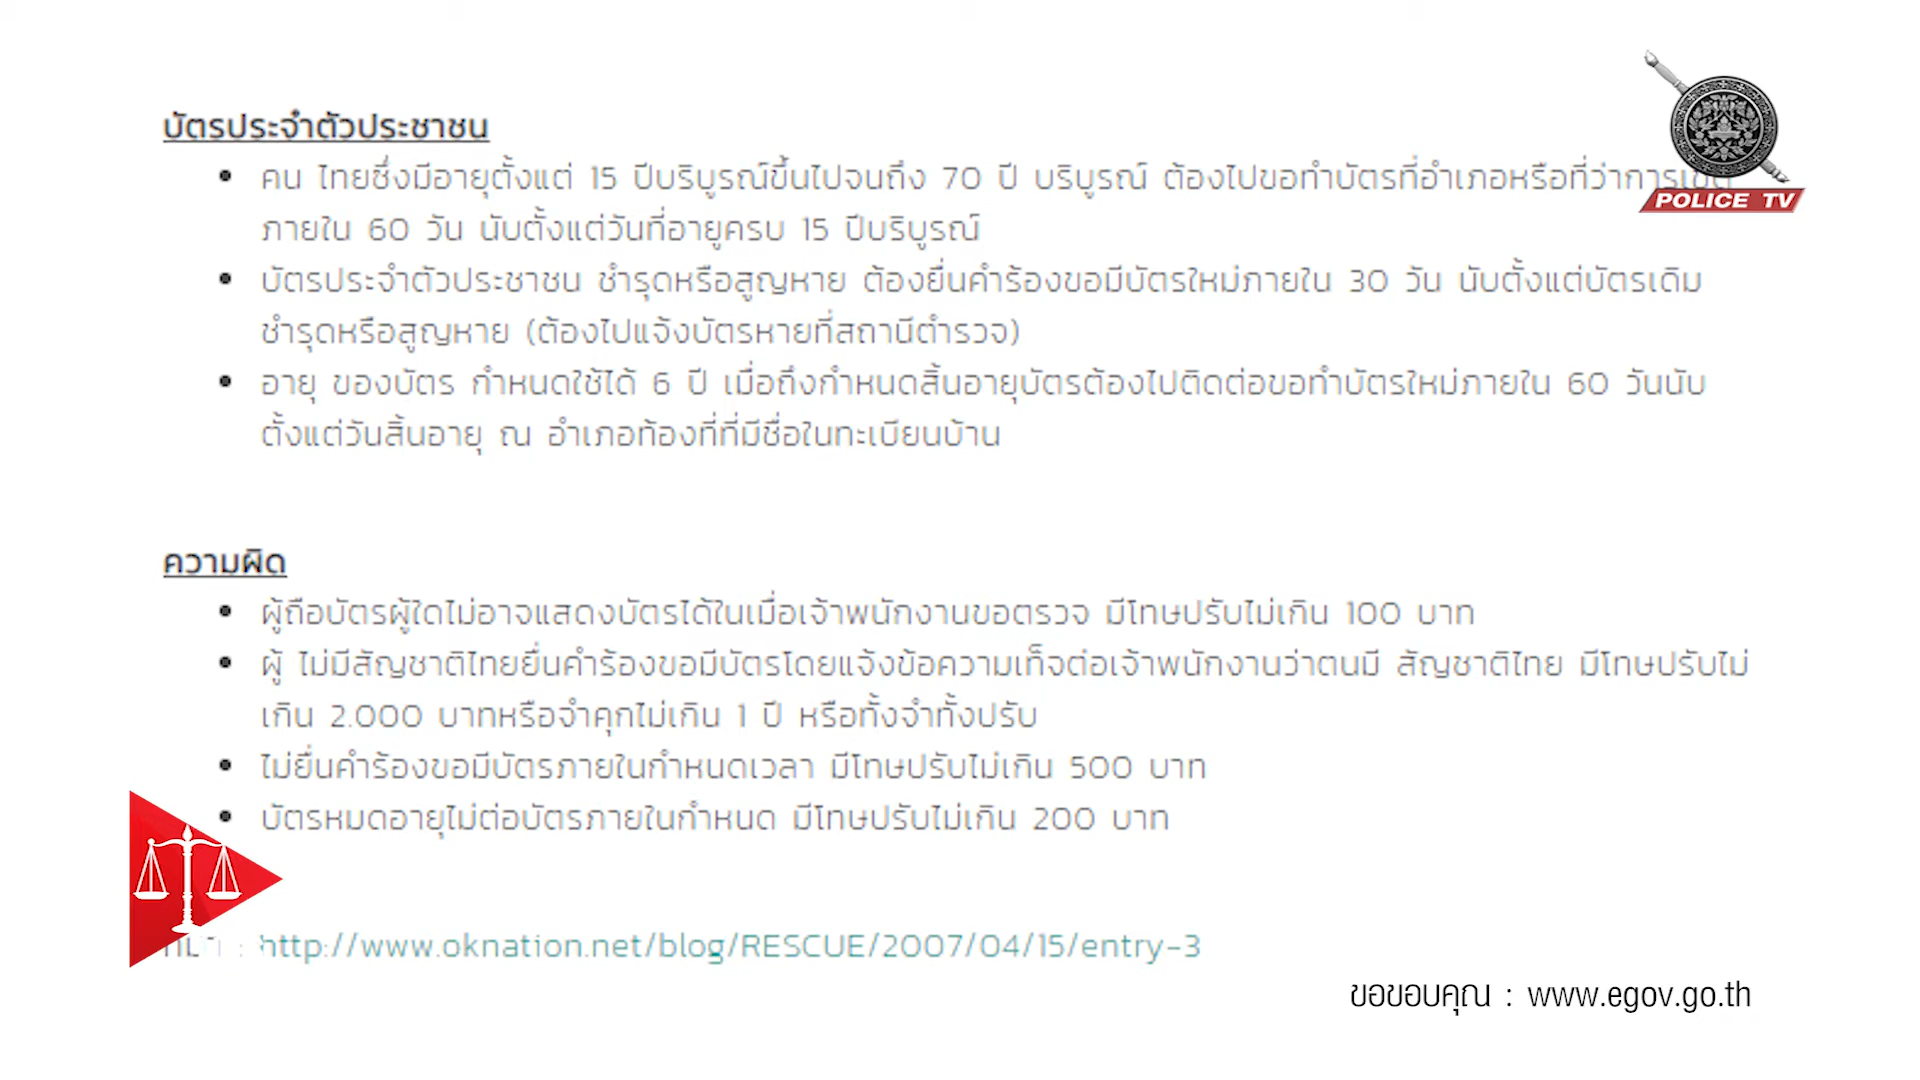 POLICE TV
บัตรประจำตัวประชาชน
คน ไทยซึ่งมีอายุตั้งแต่ 15 ปีบริบูรณ์ขึ้นไปจนถึง 70 ปี บริบูรณ์ ต้องไปขอทำบัตรที่อำเภอหรือที่ว่าการเขต
ภายใน 60 วัน นับตั้งแต่วันที่อายูครบ 15 ปีบริบูรณ์
บัตรประจำตัวประชาชน ชำรุดหรือสูญหาย ต้องยื่นคำร้องขอมีบัตรใหม่ภายใน 30 วัน นับตั้งแต่บัตรเดิม
ชำรุดหรือสูญหาย (ต้องไปแจ้งบัตรหายที่สถานีตำรวจ)
อายุ ของบัตร กำหนดใช้ได้ 6 ปี เมื่อถึงกำหนดสิ้นอายุบัตรต้องไปติดต่อขอทำบัตรใหม่ภายใน 60 วันนับ
ตั้งแต่วันสิ้นอายุ ณ อำเภอท้องที่ที่มีชื่อในทะเบียนบ้าน
ความผิด
ผู้ถือบัตรผู้ใดไม่อาจแสดงบัตรได้ในเมื่อเจ้าพนักงานขอตรวจ มีโทษปรับไม่เกิน 100 บาท
ผู้ ไม่มีสัญชาติไทยยื่นคำร้องขอมีบัตรโดยแจ้งข้อความเท็จต่อเจ้าพนักงานว่าตนมี สัญชาติไทย มีโทษปรับไม่
เกิน 2.000 บาทหรือจำคุกไม่เกิน 1 ปี หรือทั้งจำทั้งปรับ
ไม่ยื่นคำร้องขอมีบัตรภายในกำหนดเวลา มีโทษปรับไม่เกิน 500 บาท
บัตรหมดอายุไม่ต่อบัตรภายในกำหนด มีโทษปรับไม่เกิน 200 บาท
http://www.oknation.net/blog/RESCUE/2007/04/15/entry-3
ขอขอบคุณ : www.egov.go.th